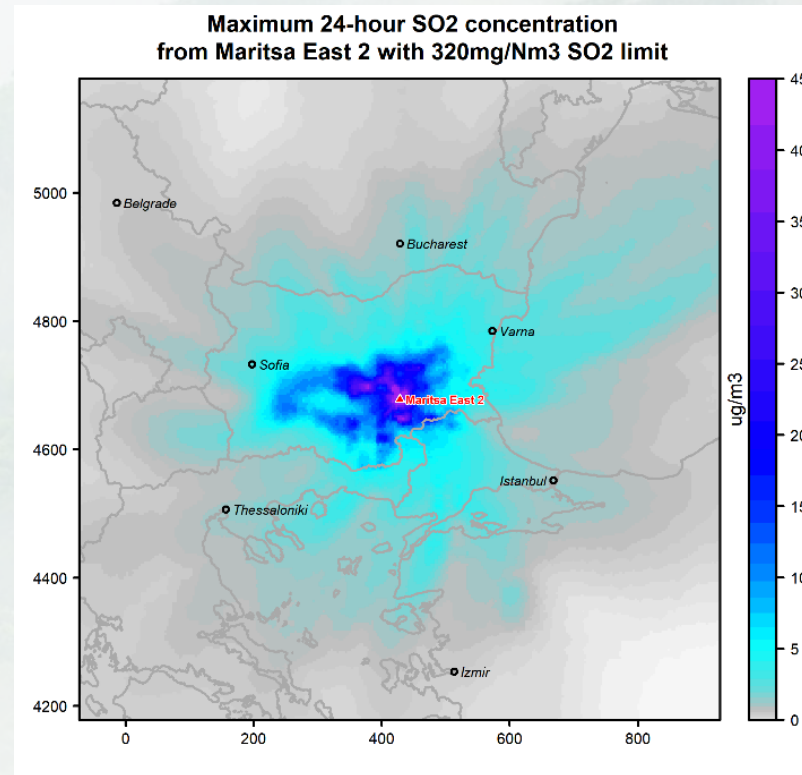 Maximum 24-hour SO2 concentration
from Maritsa East 2 with 320mg/Nm3 SO2 limit
45
40
35
30
25
20
15
10
5
0
ug/m3
5000
4800
4600
4400
4200
0
200
400
600
800
Belgrade
Bucharest
Varna
Sofia
Maritsa East 2
Istanbul
Thessaloniki
Izmir